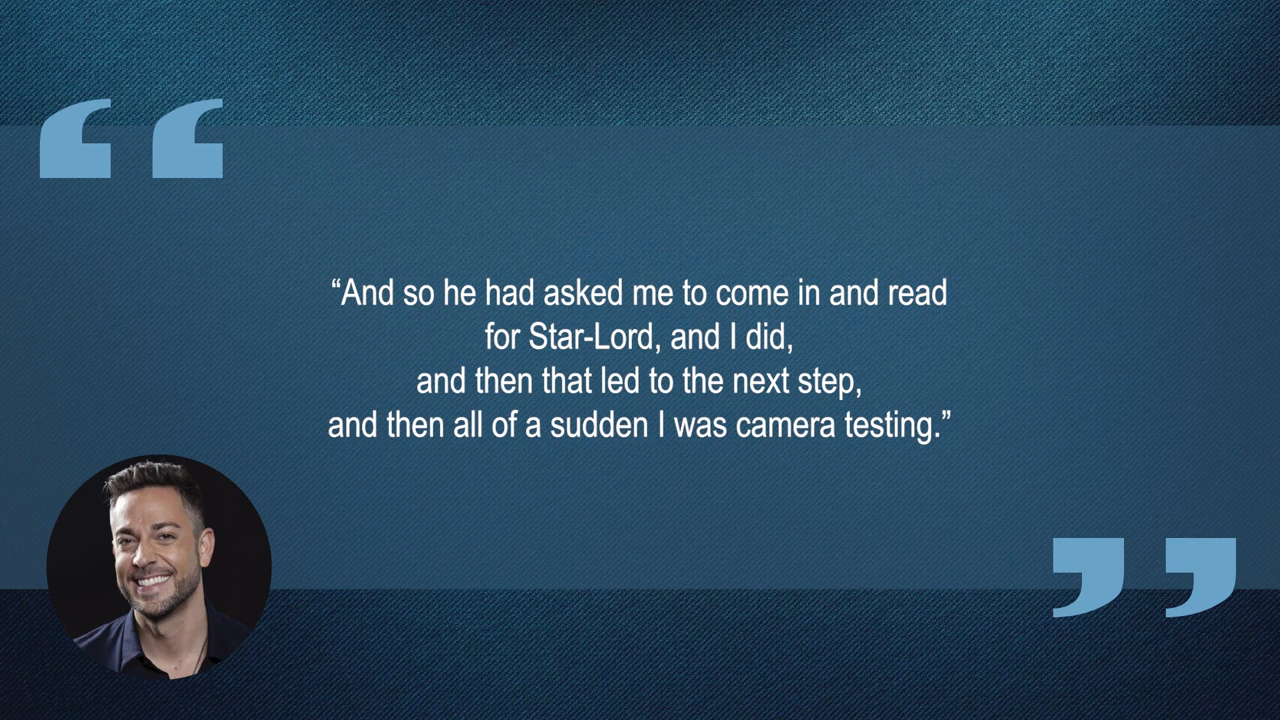 “And so he had asked me to come in and read
for Star-Lord, and I did,
and then that led to the next step,
and then all of a sudden I was camera testing.”